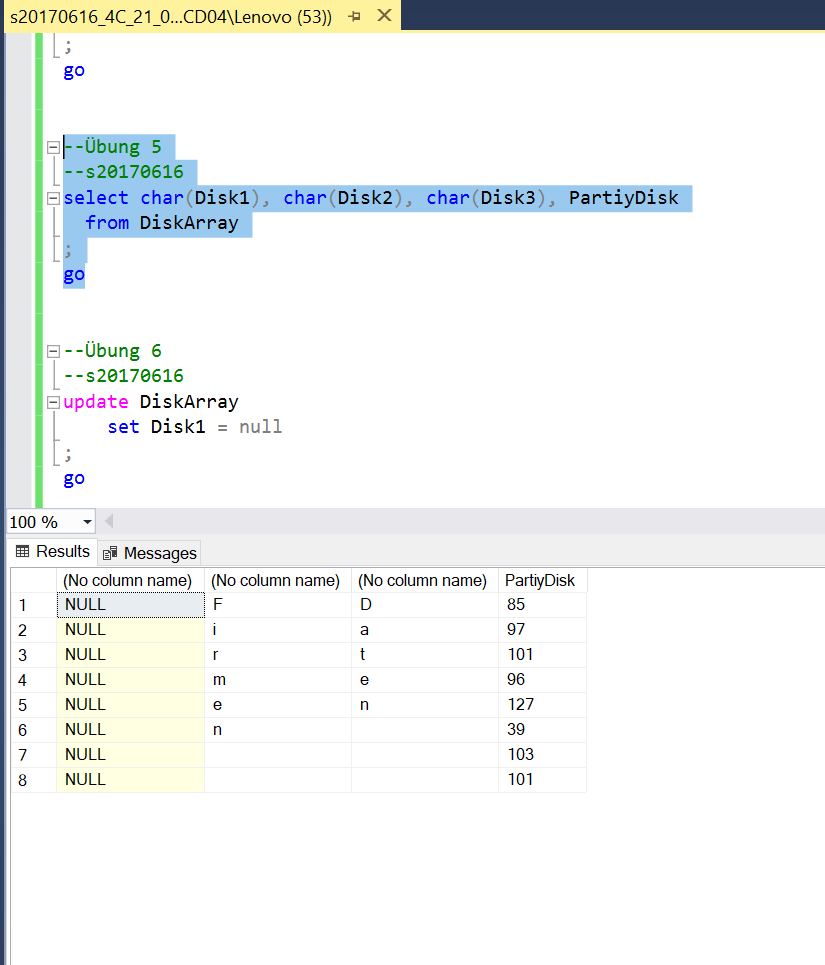 s20170616_4C_21_0...CD04\Lenovo (53))
;
go
--Übung 5
--s20170616
select char(Disk1), char(Disk2), char(Disk3), PartiyDisk
from DiskArray
;
go
--Übung 6
--s20170616
update DiskArray
set Disk1 = null
;
go
100 %
Results Messages
(No column name) (No column name) (No column name) PartiyDisk
1 NULL F D 85
2 NULL i a 97
3 NULL r t 101
4 NULL m e 96
5 NULL e n 127
6 NULL n 39
7 NULL 103
8 NULL 101